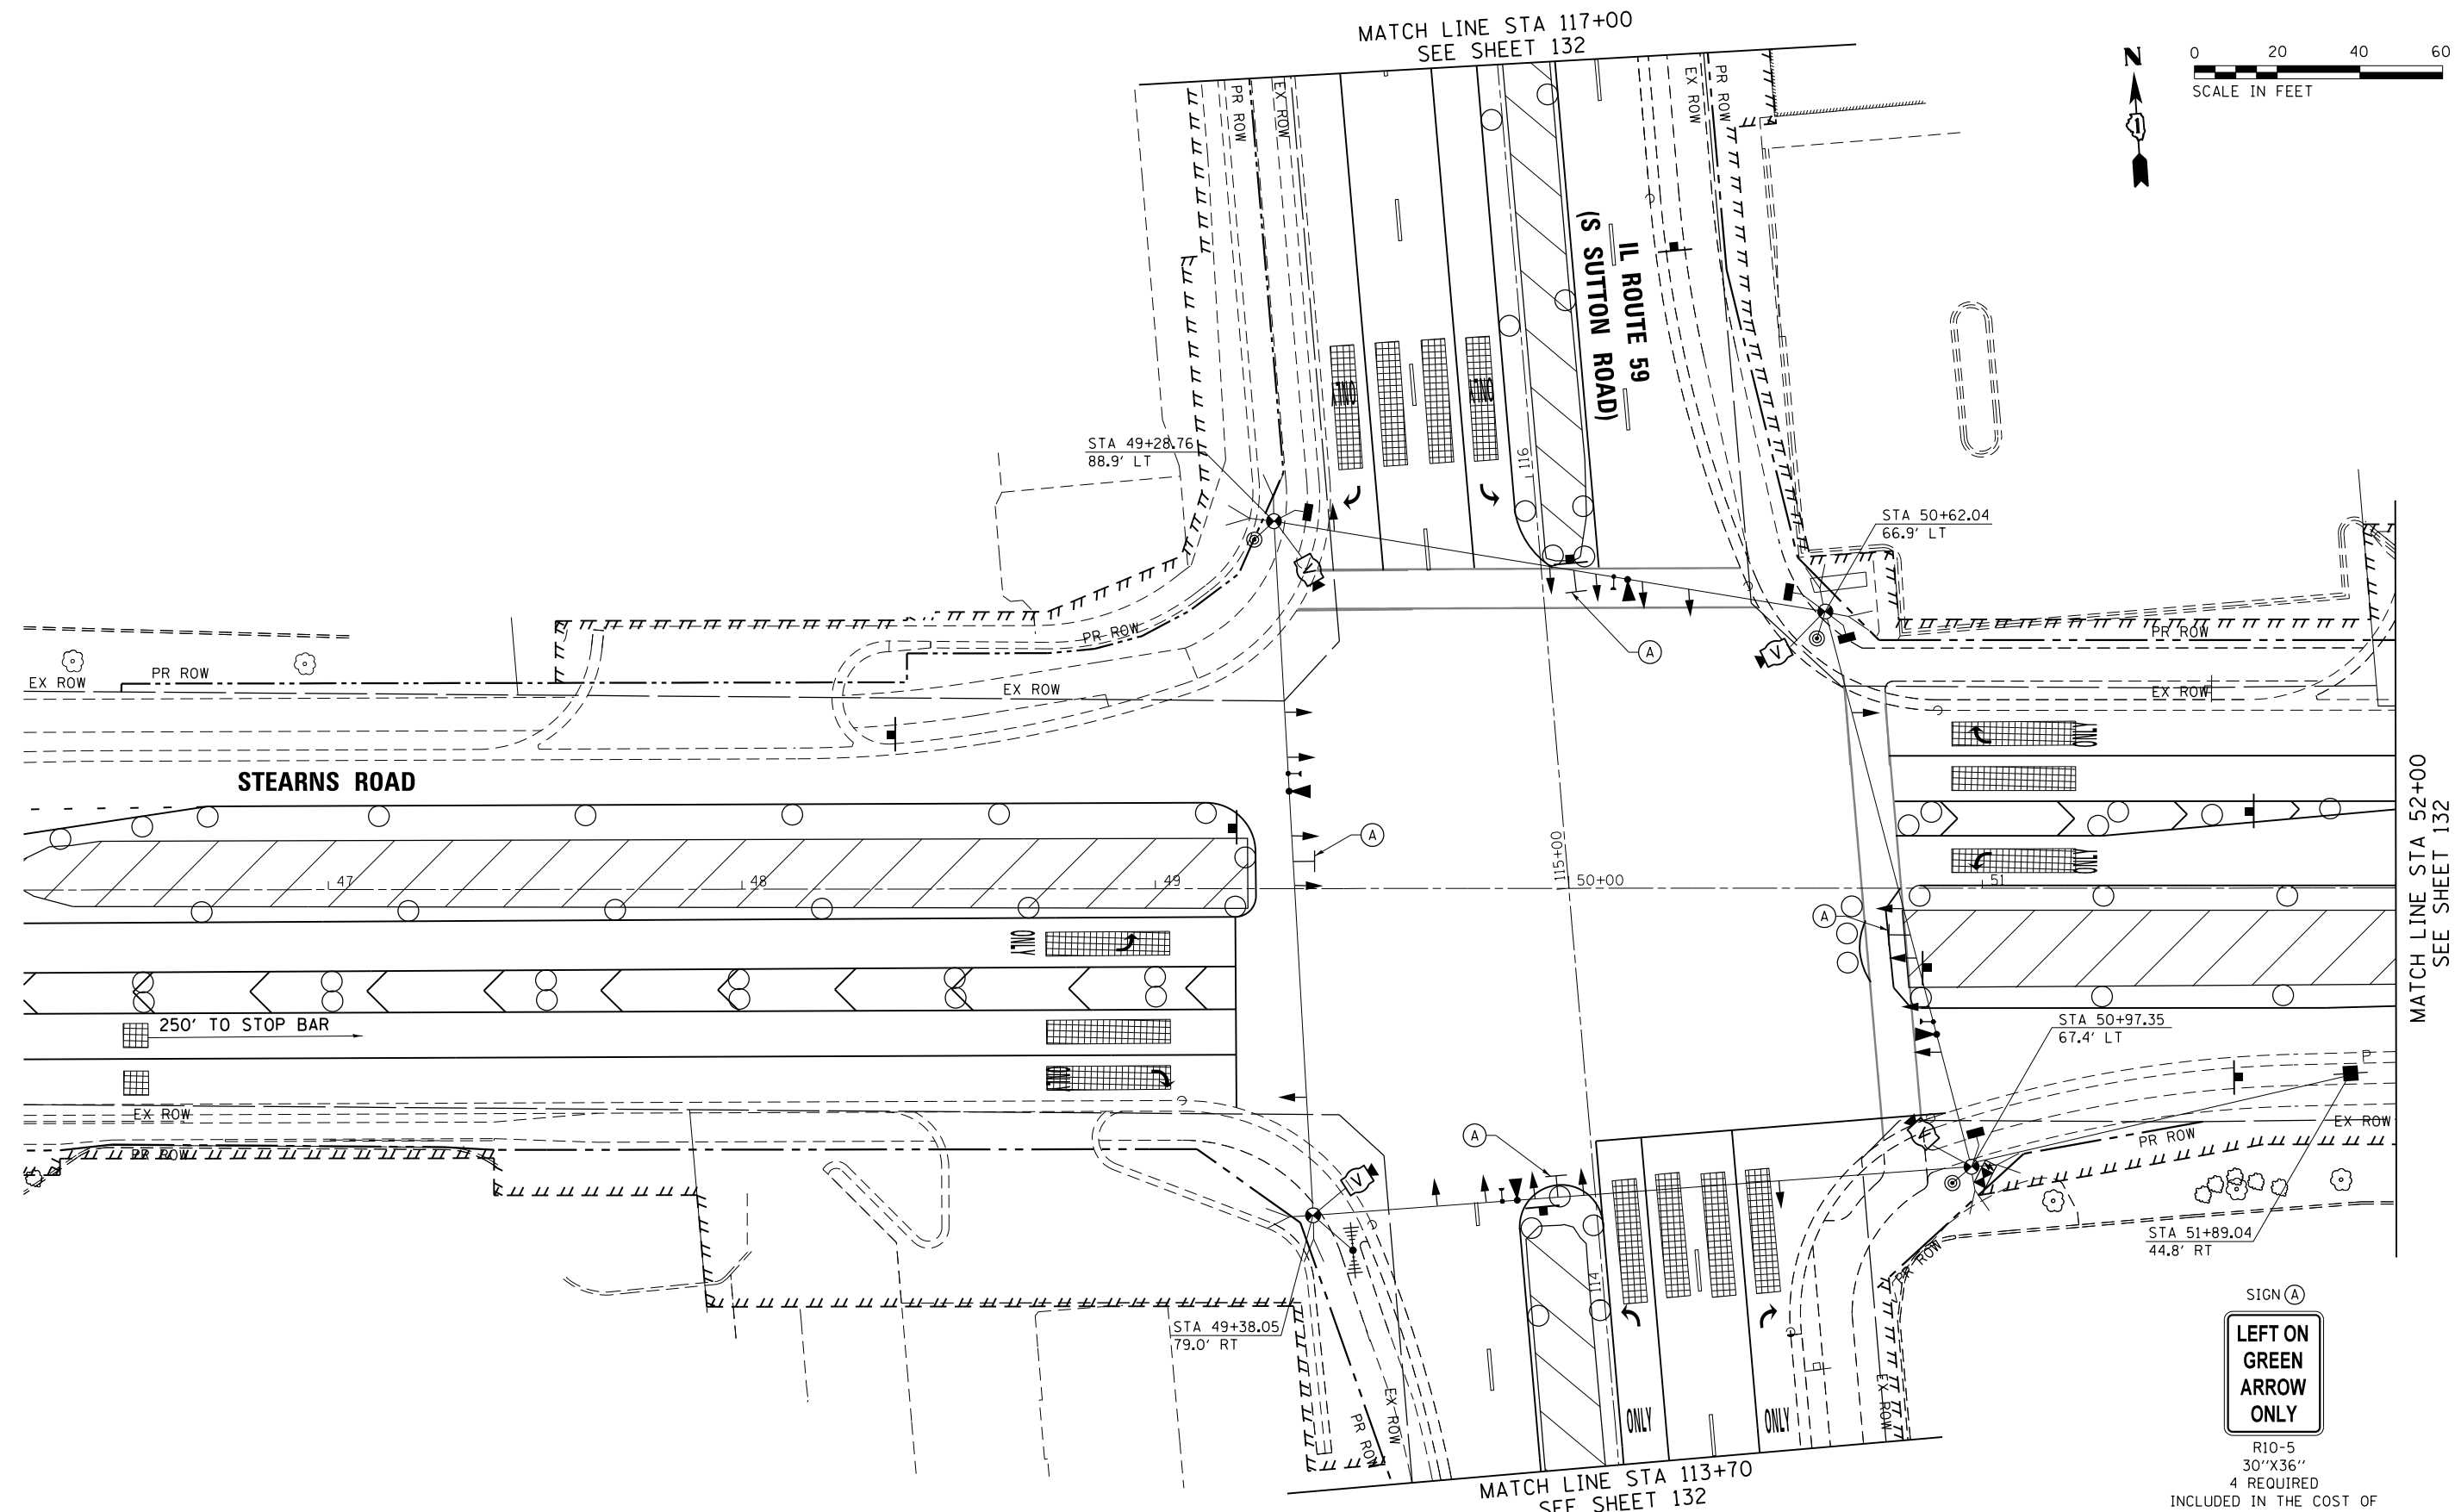 MATCH LINE STA 117+00
SEE SHEET 132
N
0 20 40 60
SCALE IN FEET
PR ROW
EX ROW
EX ROW
PR ROW
IL ROUTE 59
(S SUTTON ROAD)
ONLY
ONLY
116
STA 49+28.76
88.9' LT
STA 50+62.04
66.9' LT
V
V
A
PR ROW
PR ROW
EX ROW
PR ROW
EX ROW
EX ROW
STEARNS ROAD
ONLY
A
115+00
47
48
49
50+00
51
ONLY
A
ONLY
MATCH LINE STA 52+00
SEE SHEET 132
250' TO STOP BAR
STA 50+97.35
67.4' LT
ONLY
P
EX ROW
PR ROW
A
V
V
PR ROW
EX ROW
STA 51+89.04
44.8' RT
PR ROW
114
STA 49+38.05
79.0' RT
PR ROW
EX ROW
ONLY
ONLY
EX ROW
MATCH LINE STA 113+70
SEE SHEET 132
SIGN A
LEFT ON
GREEN
ARROW
ONLY
R10-5
30"X36"
4 REQUIRED
INCLUDED IN THE COST OF